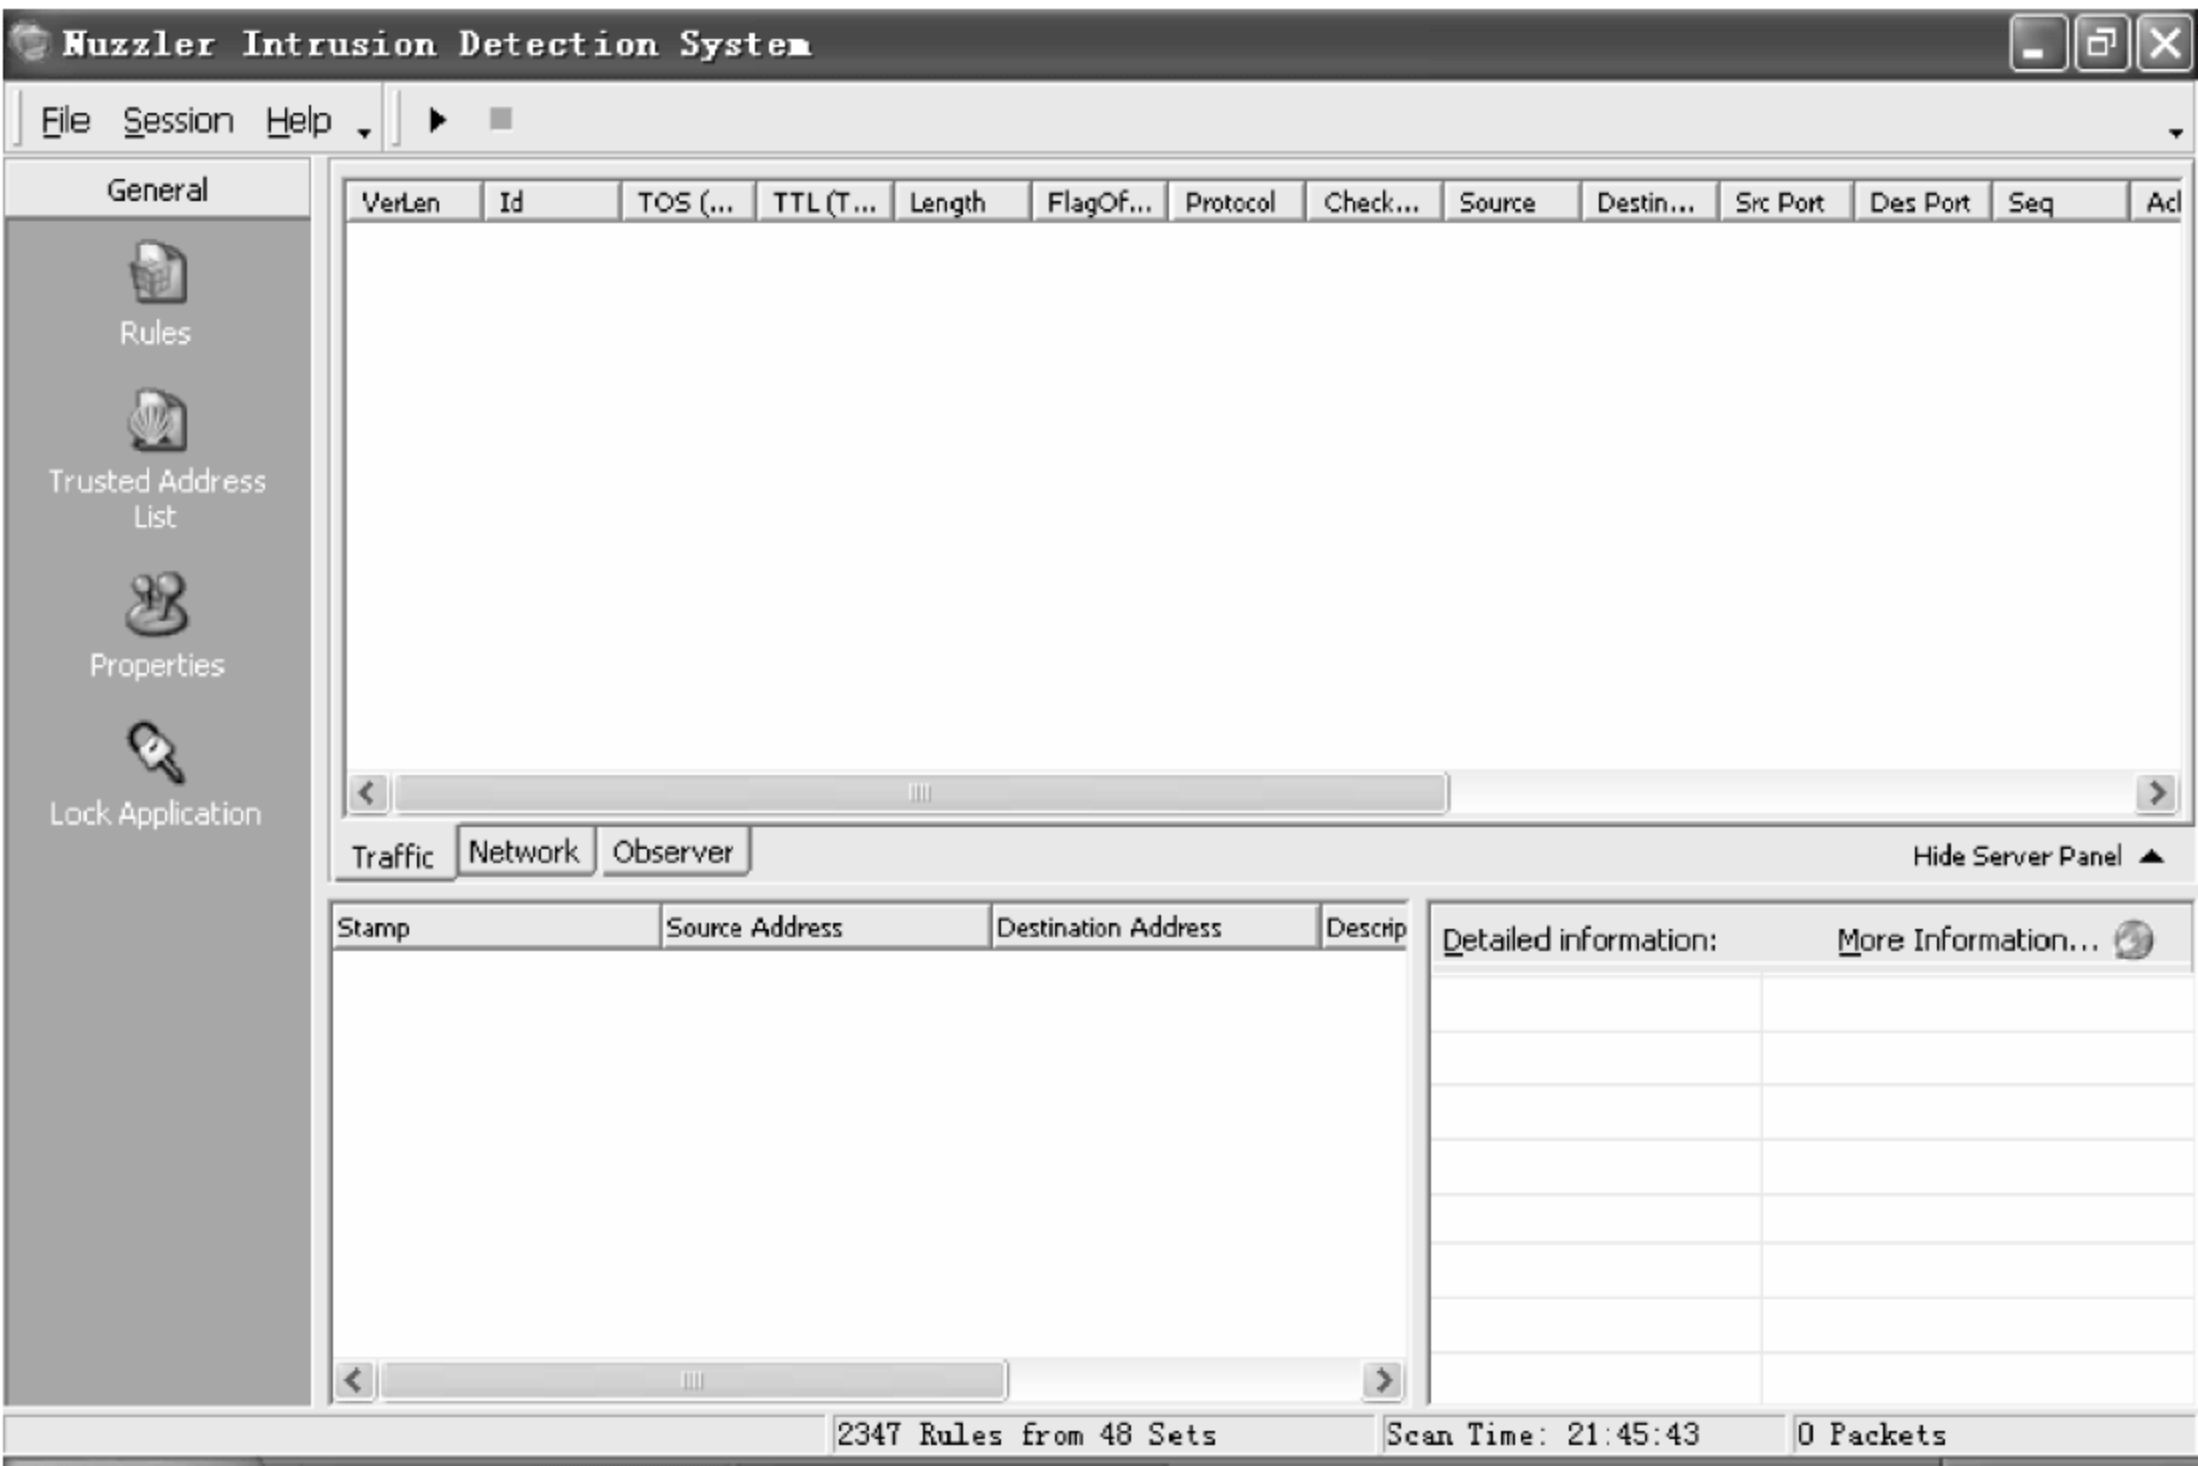 Nuzzler Intrusion Detection System
File Session Help
General
Rules
Trusted Address
List
Properties
Lock Application
VerLen Id TOS (... TTL (T... Length FlagOf... Protocol Check... Source Destin... Src Port Des Port Seq Acl
Traffic Network Observer Hide Server Panel
Stamp Source Address Destination Address Descrip
Detailed information: More Information...
2347 Rules from 48 Sets Scan Time: 21:45:43 0 Packets